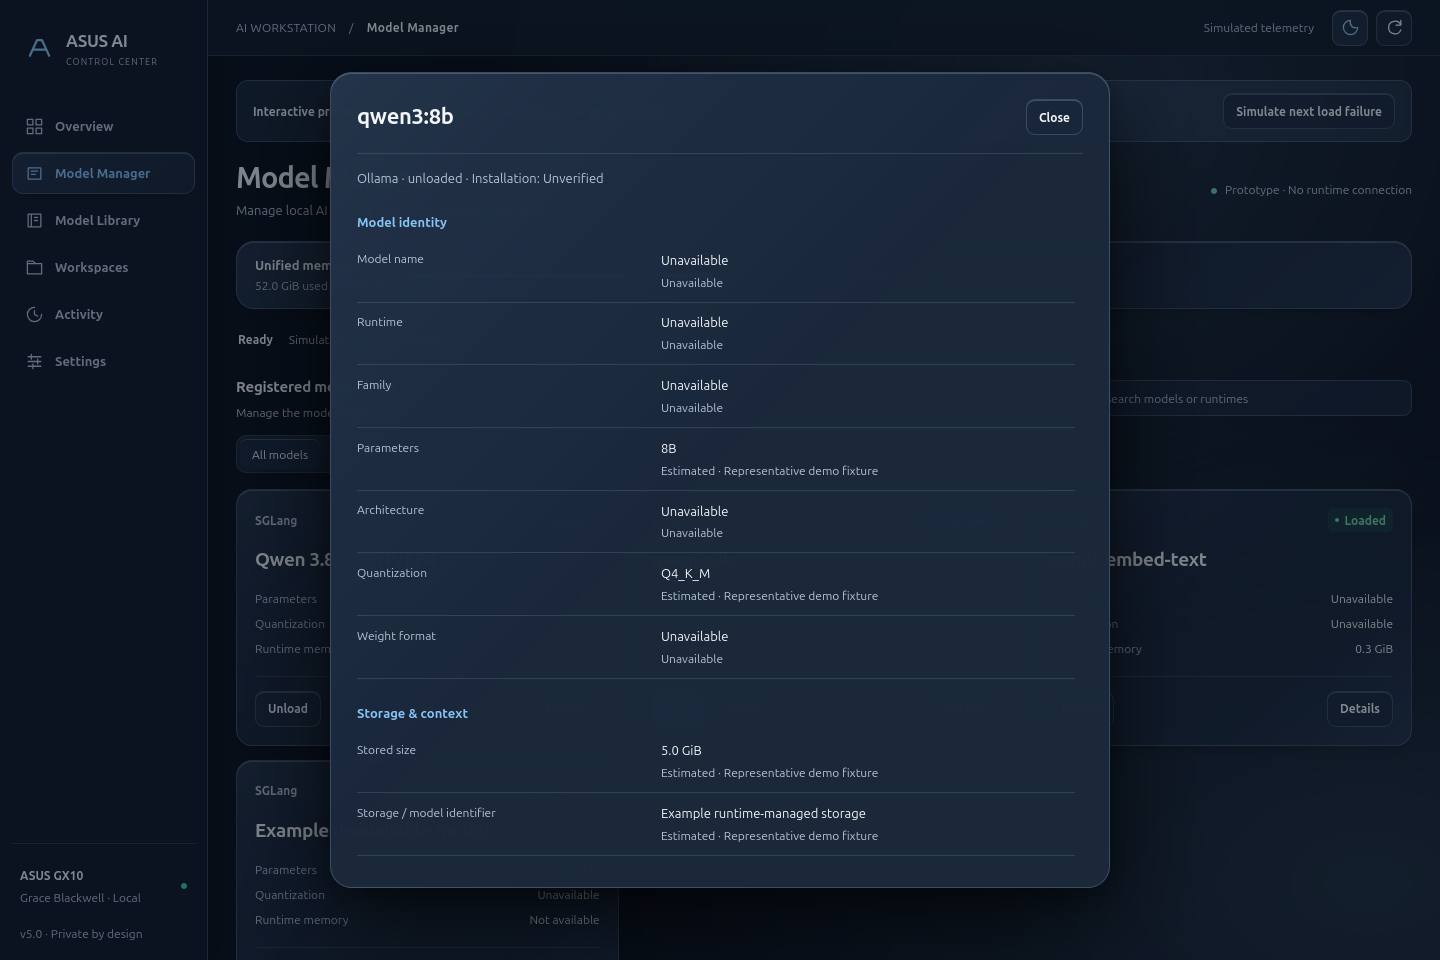 ASUS AI
CONTROL CENTER
Overview
Model Manager
Model Library
Workspaces
Activity
Settings
ASUS GX10
Grace Blackwell · Local
v5.0 · Private by design
AI WORKSTATION / Model Manager
Simulated telemetry
Interactive
Simulate next load failure
Model
Manage local AI
Prototype · No runtime connection
Unified
52.0 GiB used
Ready
Registered
Manage the
search models or runtimes
All models
SGLang
Qwen 3.8
Parameters
Quantization
Runtime
Unload
Loaded
embed-text
Unavailable
Unavailable
0.3 GiB
Details
SGLang
Example
Parameters
Quantization Unavailable
Runtime memory Not available
qwen3:8b
Close
Ollama · unloaded · Installation: Unverified
Model identity
Model name Unavailable
Unavailable
Runtime Unavailable
Unavailable
Family Unavailable
Unavailable
Parameters 8B
Estimated · Representative demo fixture
Architecture Unavailable
Unavailable
Quantization Q4_K_M
Estimated · Representative demo fixture
Weight format Unavailable
Unavailable
Storage & context
Stored size 5.0 GiB
Estimated · Representative demo fixture
Storage / model identifier Example runtime-managed storage
Estimated · Representative demo fixture